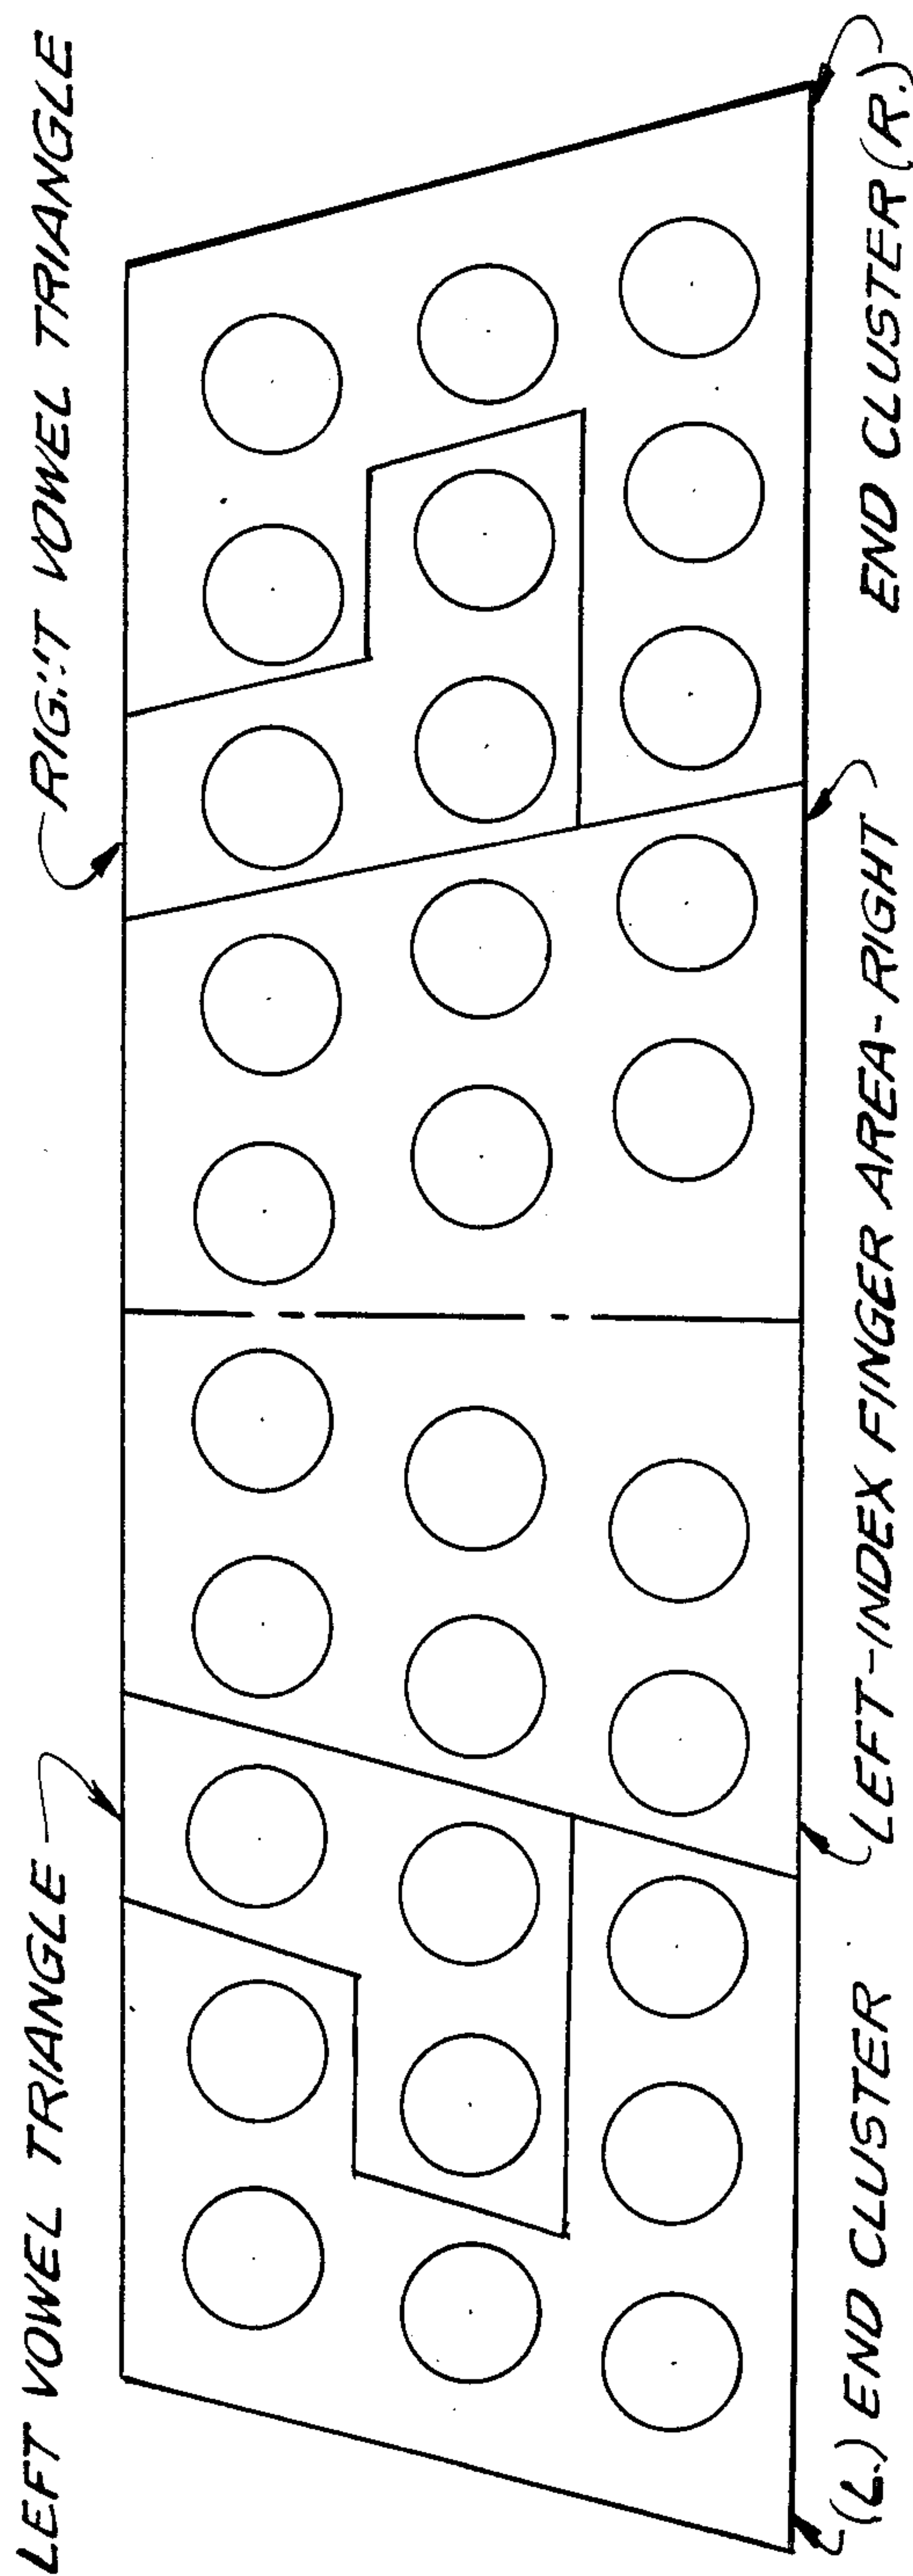 LEFT VOWEL TRIANGLE
RIGHT VOWEL TRIANGLE
(L.) END CLUSTER
LEFT-INDEX FINGER AREA-RIGHT
END CLUSTER (R.)